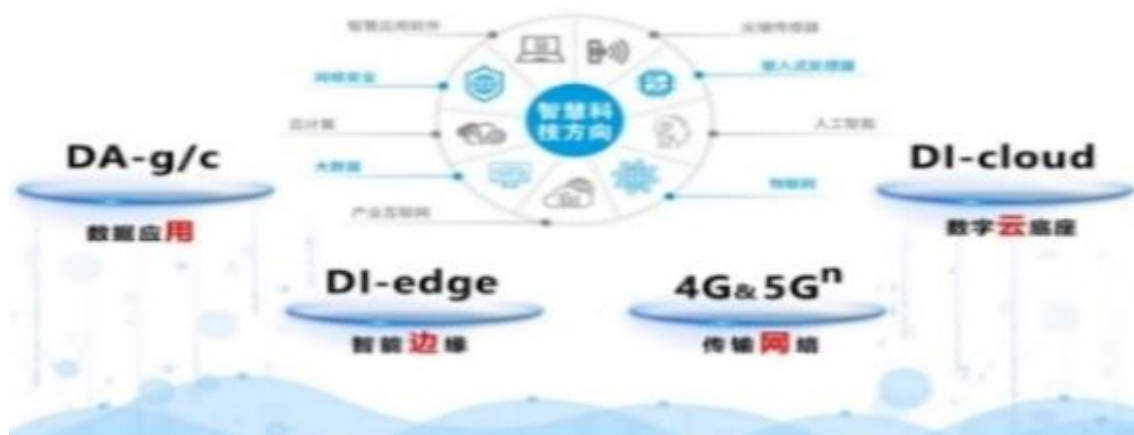 智慧应用软件
尖端传感器
网络安全
嵌入式处理器
智慧科
技方向
云计算
人工智能
大数据
物联网
产业互联网
DA-g/c
数据应用
DI-cloud
数字云底座
DI-edge
智能边缘
4G&5Gⁿ
传输网络